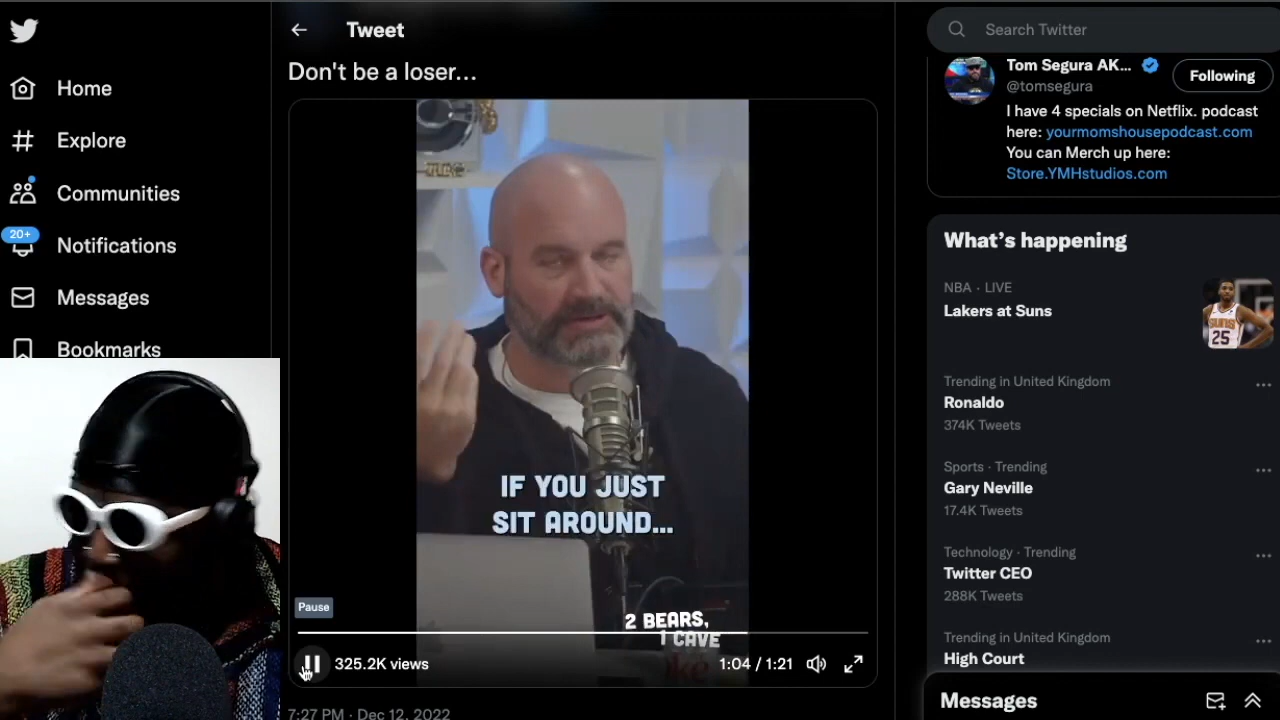 Tweet
Search Twitter
Don't be a loser...
Home
Explore
Communities
20+
Notifications
Messages
Bookmarks
IF YOU JUST
SIT AROUND...
2 BEARS,
1 CAVE
Pause
325.2K views
1:04 / 1:21
7:27 PM · Dec 12, 2022
Tom Segura AK...
@tomsegura
Following
I have 4 specials on Netflix. podcast
here: yourmomshousepodcast.com
You can Merch up here:
Store.YMHstudios.com
What's happening
NBA · LIVE
Lakers at Suns
SUNS
25
Trending in United Kingdom
Ronaldo
374K Tweets
Sports · Trending
Gary Neville
17.4K Tweets
Technology · Trending
Twitter CEO
288K Tweets
Trending in United Kingdom
High Court
Messages